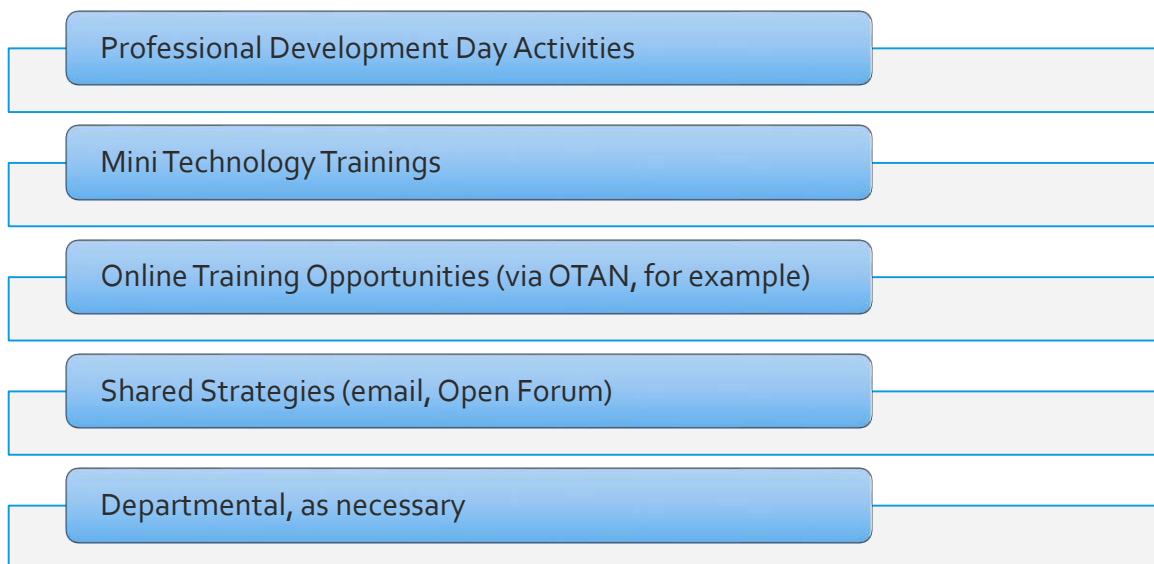 Professional Development Day Activities
Mini Technology Trainings
Online Training Opportunities (via OTAN, for example)
Shared Strategies (email, Open Forum)
Departmental, as necessary